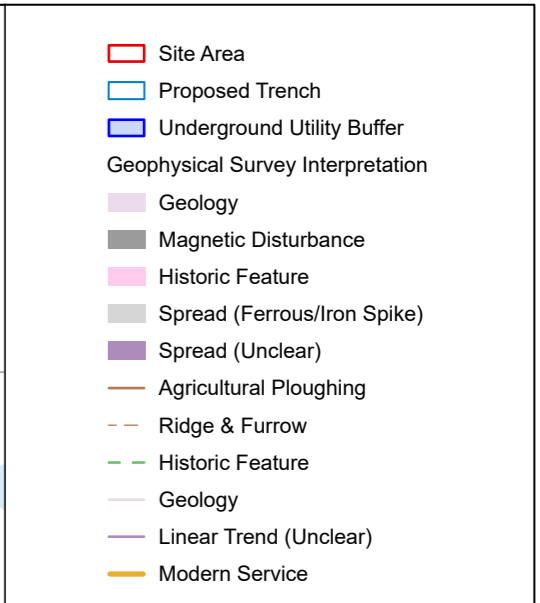 Site Area
Proposed Trench
Underground Utility Buffer
Geophysical Survey Interpretation
Geology
Magnetic Disturbance
Historic Feature
Spread (Ferrous/Iron Spike)
Spread (Unclear)
Agricultural Ploughing
Ridge & Furrow
Historic Feature
Geology
Linear Trend (Unclear)
Modern Service